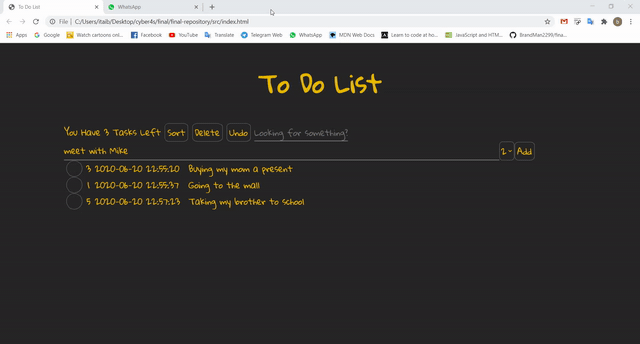 To Do List
WhatsApp
File | C:/Users/itaib/Desktop/cyber4s/final/final-repository/src/index.html
Apps Google Watch cartoons onl... Facebook YouTube Translate Telegram Web WhatsApp MDN Web Docs Learn to code at ho... JavaScript and HTM... BrandMan2299/fina...
To Do List
You Have 3 Tasks Left Sort Delete Undo Looking for something?
meet with Mike 2 Add
3 2020-06-20 22:55:20 Buying my mom a present
1 2020-06-20 22:55:37 Going to the mall
5 2020-06-20 22:57:23 Taking my brother to school